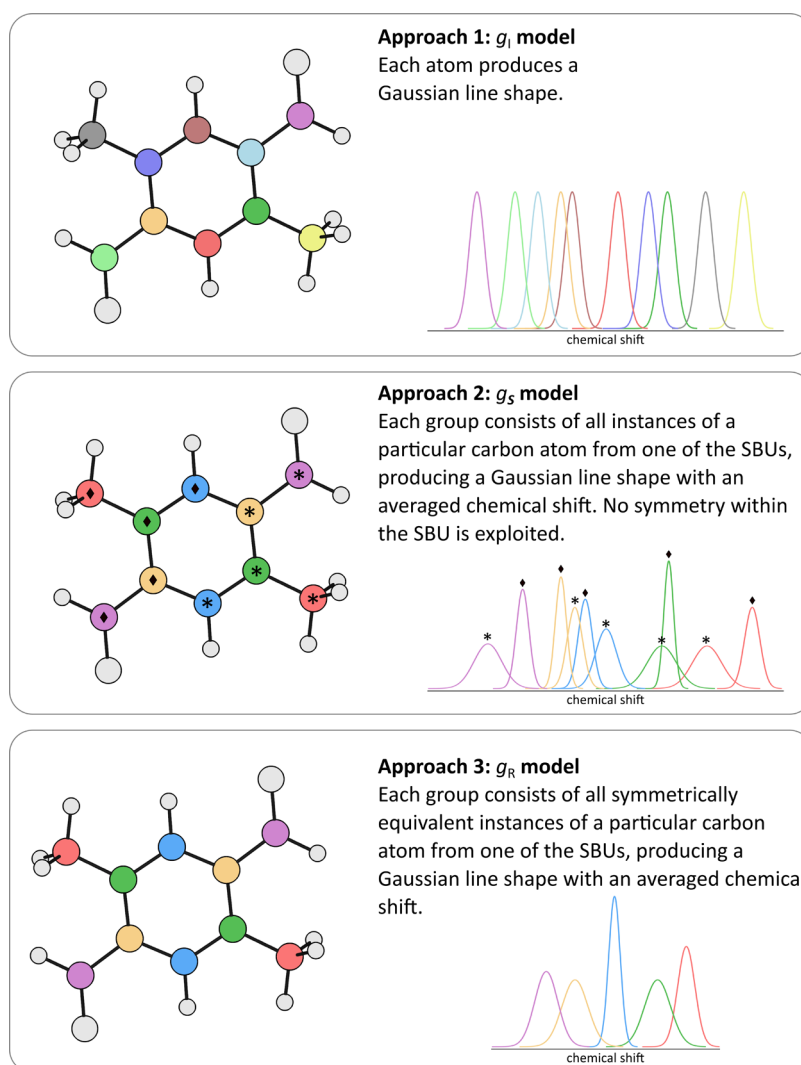 Approach 1: gI model
Each atom produces a
Gaussian line shape.
chemical shift
Approach 2: gS model
Each group consists of all instances of a
particular carbon atom from one of the SBUs,
producing a Gaussian line shape with an
averaged chemical shift. No symmetry within
the SBU is exploited.
chemical shift
Approach 3: gR model
Each group consists of all symmetrically
equivalent instances of a particular carbon
atom from one of the SBUs, producing a
Gaussian line shape with an averaged chemica
shift.
chemical shift